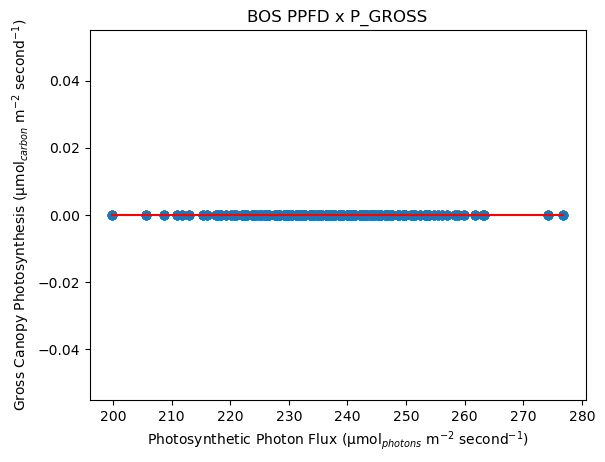 BOS PPFD x P_GROSS
Gross Canopy Photosynthesis (µmol_carbon m⁻² second⁻¹)
0.04
0.02
0.00
−0.02
−0.04
200 210 220 230 240 250 260 270 280
Photosynthetic Photon Flux (µmol_photons m⁻² second⁻¹)